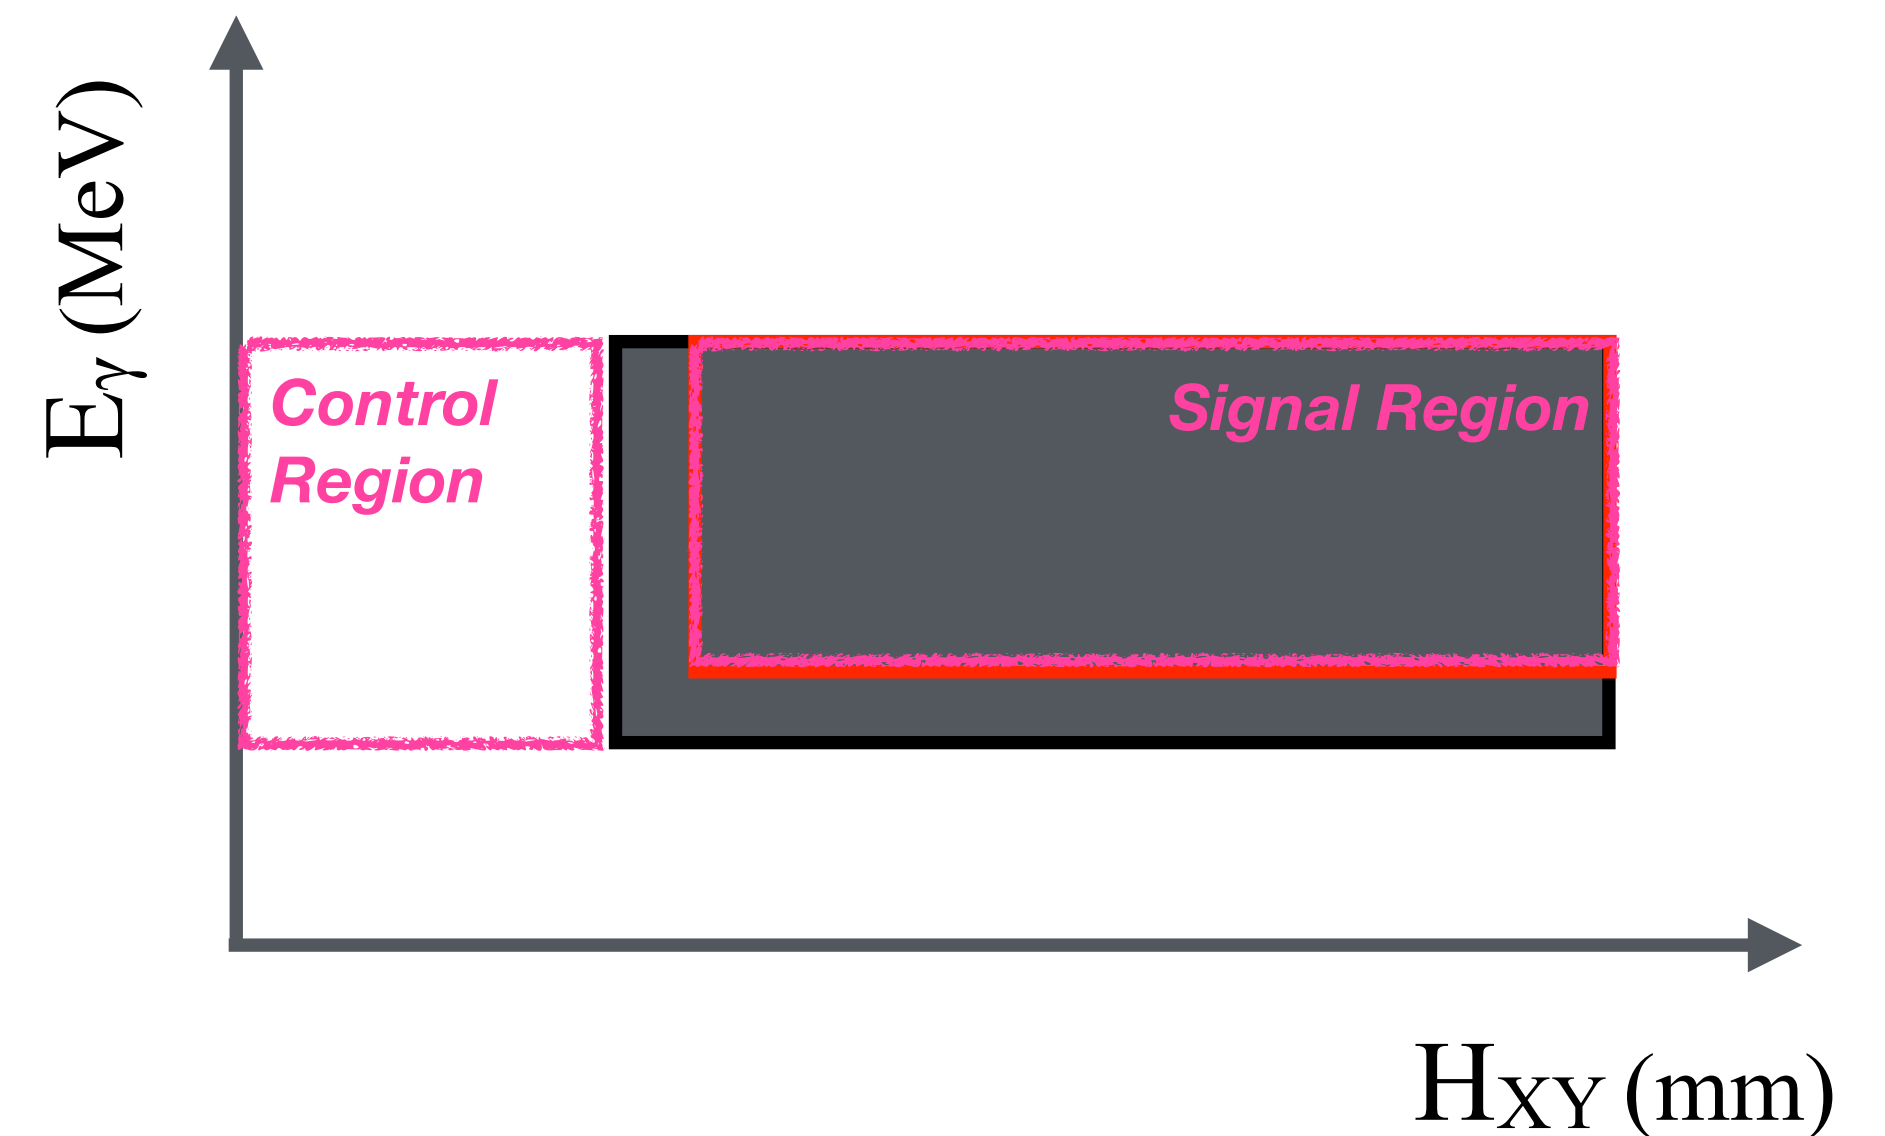 Eγ (MeV)
Control
Region
Signal Region
HXY (mm)